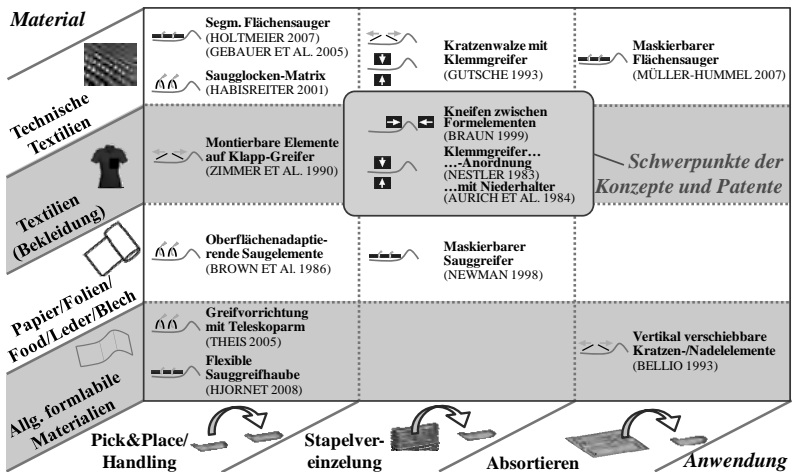 Material
Segm. Flächensauger
(HOLTMEIER 2007)
(GEBAUER ET AL. 2005)
Saugglocken-Matrix
(HABISREITER 2001)
Kratzenwalze mit
Klemmgreifer
(GUTSCHE 1993)
Maskierbarer
Flächensauger
(MÜLLER-HUMMEL 2007)
Technische
Textilien
Montierbare Elemente
auf Klapp-Greifer
(ZIMMER ET AL. 1990)
Kneifen zwischen
Formelementen
(BRAUN 1999)
Klemmgreifer…
…-Anordnung
(NESTLER 1983)
…mit Niederhalter
(AURICH ET AL. 1984)
Schwerpunkte der
Konzepte und Patente
Textilien
(Bekleidung)
Oberflächenadaptie-
rende Saugelemente
(BROWN ET Al. 1986)
Maskierbarer
Sauggreifer
(NEWMAN 1998)
Papier/Folien/
Food/Leder/Blech
Greifvorrichtung
mit Teleskoparm
(THEIS 2005)
Flexible
Sauggreifhaube
(HJORNET 2008)
Vertikal verschiebbare
Kratzen-/Nadelelemente
(BELLIO 1993)
Allg. formlabile
Materialien
Pick&Place/
Handling
Stapelver-
einzelung
Absortieren
Anwendung